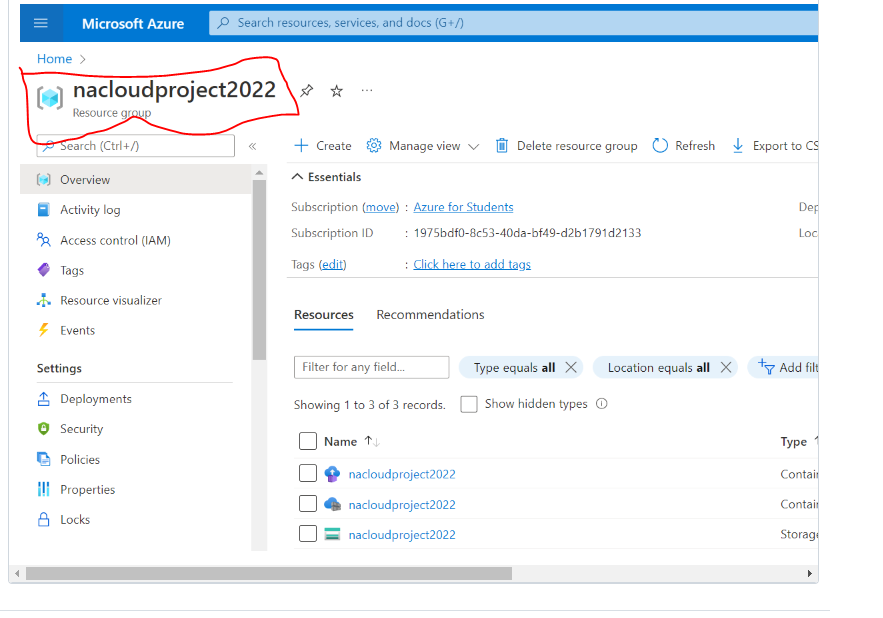 Microsoft Azure
Search resources, services, and docs (G+/)
Home
nacloudproject2022
Resource group
Search (Ctrl+/)
Create Manage view Delete resource group Refresh Export to CS
Overview
Activity log
Access control (IAM)
Tags
Resource visualizer
Events
Settings
Deployments
Security
Policies
Properties
Locks
Essentials
Subscription (move) : Azure for Students
Dep
Subscription ID : 1975bdf0-8c53-40da-bf49-d2b1791d2133
Loc
Tags (edit) : Click here to add tags
Resources Recommendations
Filter for any field...
Type equals all
Location equals all
Add filt
Showing 1 to 3 of 3 records.
Show hidden types
Name ↑↓ Type ↑
nacloudproject2022 Contain
nacloudproject2022 Contain
nacloudproject2022 Storage